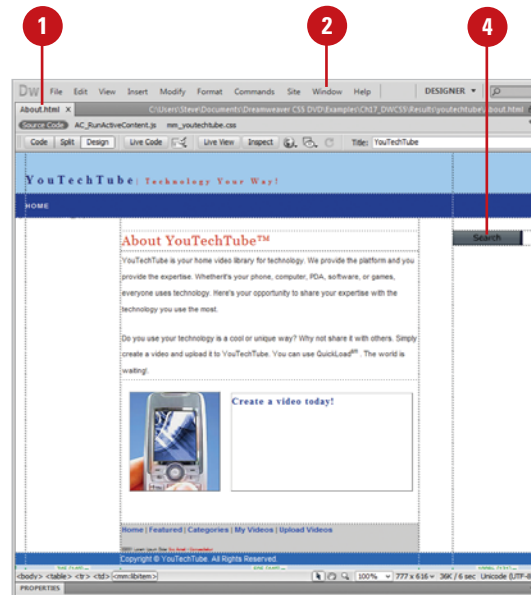 1 2 4
DW File Edit View Insert Modify Format Commands Site Window Help DESIGNER
About.html × C:\Users\Steve\Documents\Dreamweaver CS5 DVD\Examples\Ch17_DWCS5\Results\youtechtube\about.html
Source Code AC_RunActiveContent.js mm_youtechtube.css
Code Split Design Live Code Live View Inspect Title: YouTechTube
YouTechTube| Technology Your Way!
HOME
About YouTechTube™
Search
YouTechTube is your home video library for technology. We provide the platform and you
provide the expertise. Whethert's your phone, computer, PDA, software, or games,
everyone uses technology. Here's your opportunity to share your expertise with the
technology you use the most.
Do you use your technology is a cool or unique way? Why not share it with others. Simply
create a video and upload it to YouTechTube. You can use QuickLoad℠ . The world is
waiting!
Create a video today!
Home | Featured | Categories | My Videos | Upload Videos
Copyright © YouTechTube. All Rights Reserved.
<body> <table> <tr> <td> <mm:libitem> 100% 777 x 616 36K / 6 sec Unicode (UTF-8
PROPERTIES